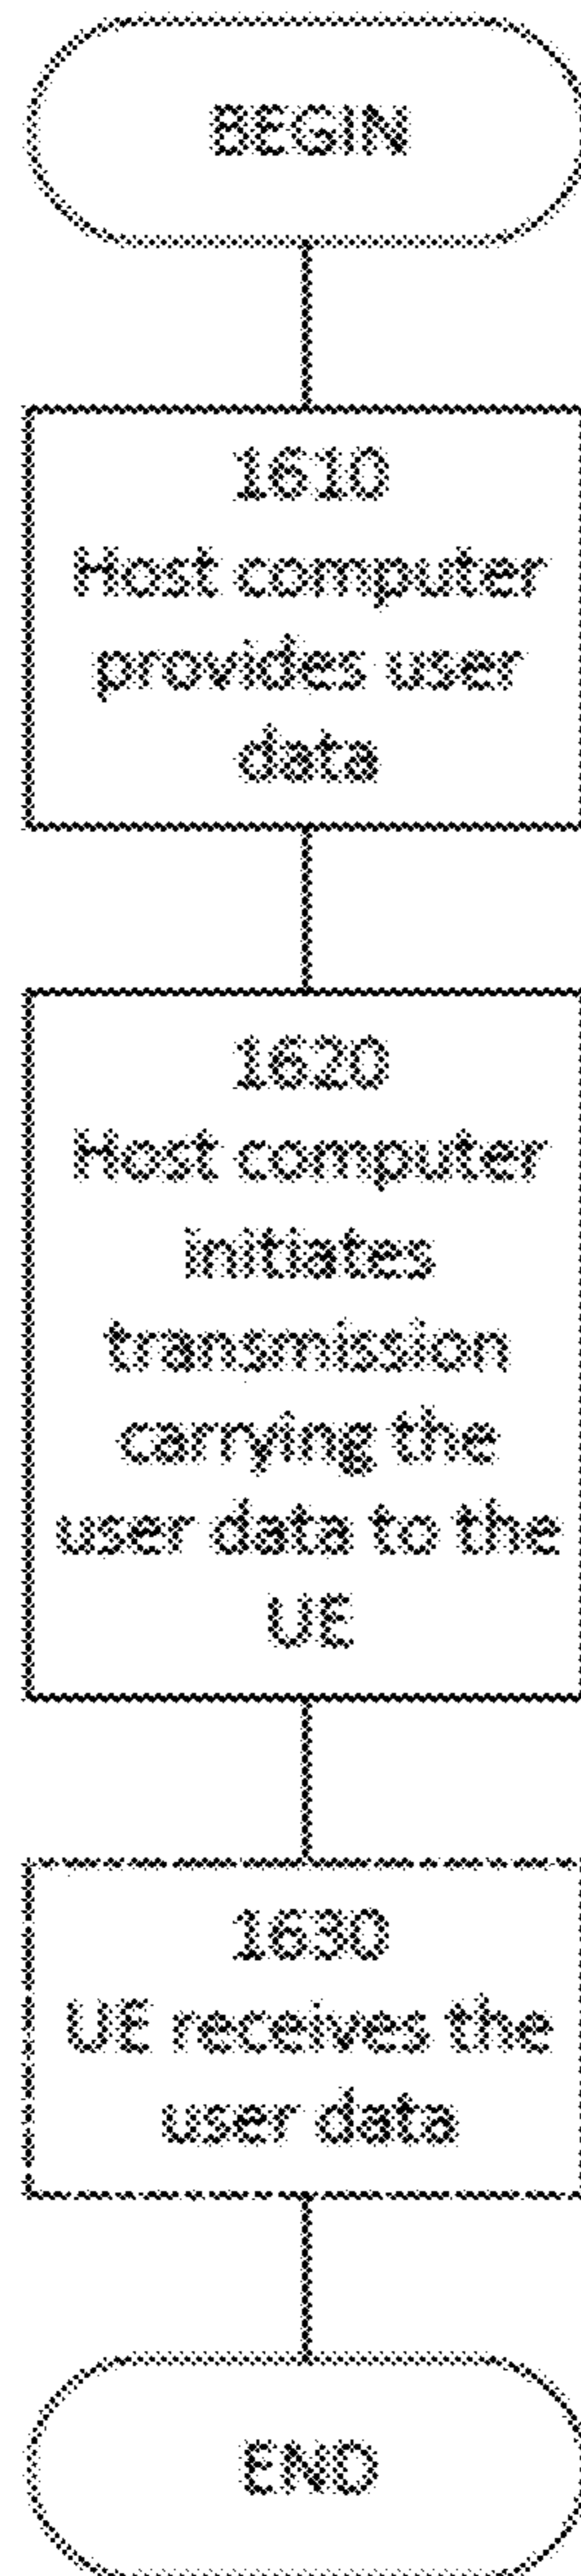 BEGIN
1610
Host computer
provides user
data
1620
Host computer
initiates
transmission
carrying the
user data to the
UE
1630
UE receives the
user data
END